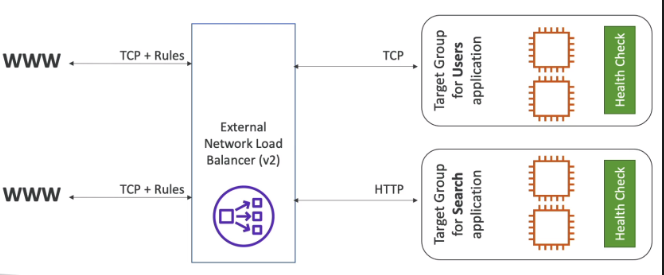 WWW
TCP + Rules
TCP
Target Group
for Users
application
Health Check
External
Network Load
Balancer (v2)
WWW
TCP + Rules
HTTP
Target Group
for Search
application
Health Check